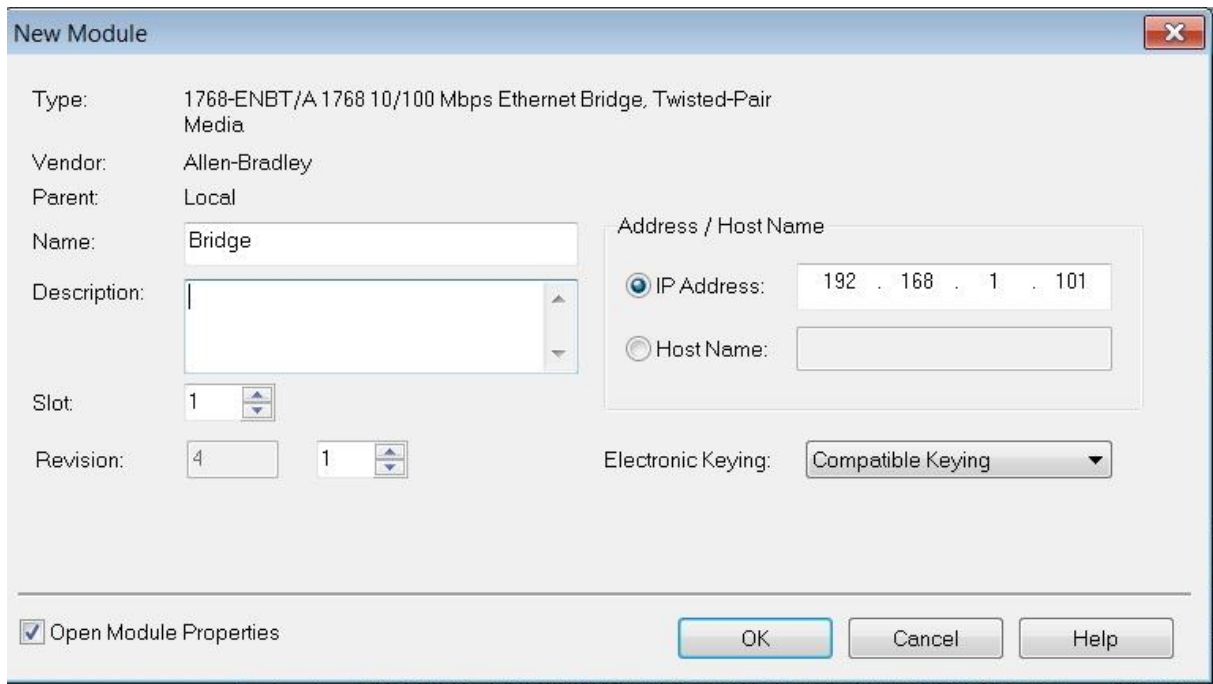 New Module
Type: 1768-ENBT/A 1768 10/100 Mbps Ethernet Bridge, Twisted-Pair
Media
Vendor: Allen-Bradley
Parent: Local
Name: Bridge
Description:
Address / Host Name
IP Address: 192 . 168 . 1 . 101
Host Name:
Slot: 1
Revision: 4 1
Electronic Keying: Compatible Keying
Open Module Properties
OK Cancel Help